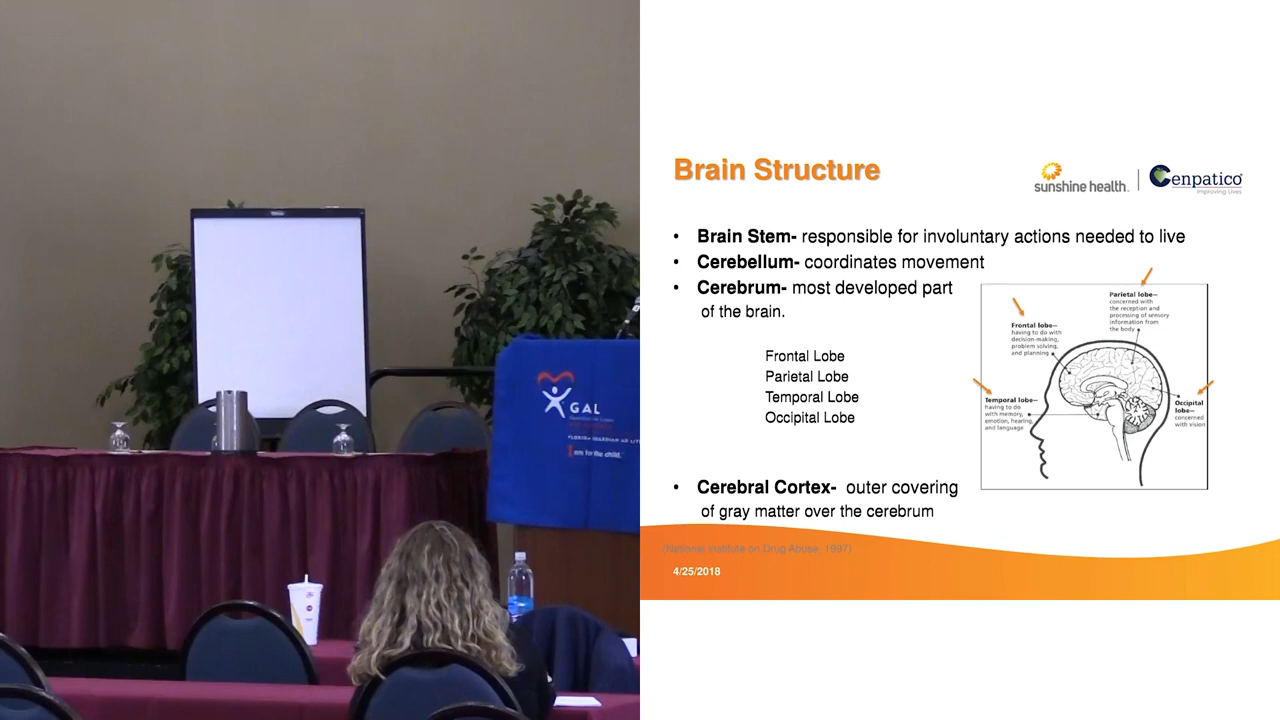 GAL
I am for the child.
Brain Structure
sunshine health.
Cenpatico
Improving Lives
• Brain Stem- responsible for involuntary actions needed to live
• Cerebellum- coordinates movement
• Cerebrum- most developed part
of the brain.
Frontal Lobe
Parietal Lobe
Temporal Lobe
Occipital Lobe
Parietal lobe—
concerned with
the reception and
processing of sensory
information from
the body
Frontal lobe—
having to do with
decision-making,
problem solving,
and planning
Temporal lobe—
having to do
with memory,
emotion, hearing,
and language
Occipital
lobe—
concerned
with vision
• Cerebral Cortex- outer covering
of gray matter over the cerebrum
(National Institute on Drug Abuse, 1997)
4/25/2018